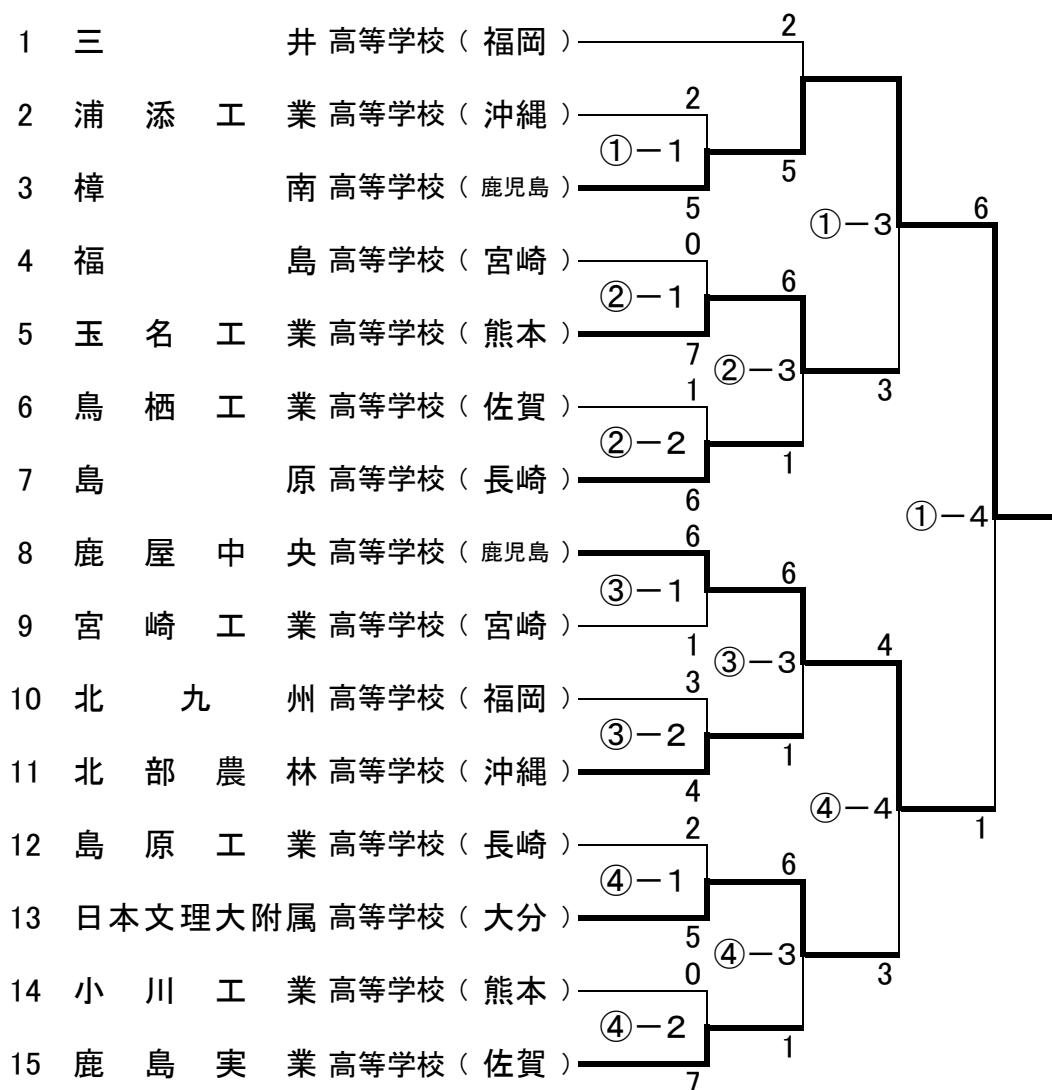 1 三井 高等学校 ( 福岡 ) 2
2 浦添工業 高等学校 ( 沖縄 ) 2
①-1
5
3 樟南 高等学校 ( 鹿児島 ) 5
①-3
6
4 福島 高等学校 ( 宮崎 ) 0
②-1
6
5 玉名工業 高等学校 ( 熊本 ) 7
②-3
3
6 鳥栖工業 高等学校 ( 佐賀 ) 1
②-2
1
7 島原 高等学校 ( 長崎 ) 6
①-4
8 鹿屋中央 高等学校 ( 鹿児島 ) 6
③-1
6
9 宮崎工業 高等学校 ( 宮崎 ) 1
③-3
4
10 北九州 高等学校 ( 福岡 ) 3
③-2
1
11 北部農林 高等学校 ( 沖縄 ) 4
④-4
1
12 島原工業 高等学校 ( 長崎 ) 2
④-1
6
13 日本文理大附属 高等学校 ( 大分 ) 5
④-3
3
14 小川工業 高等学校 ( 熊本 ) 0
④-2
1
15 鹿島実業 高等学校 ( 佐賀 ) 7